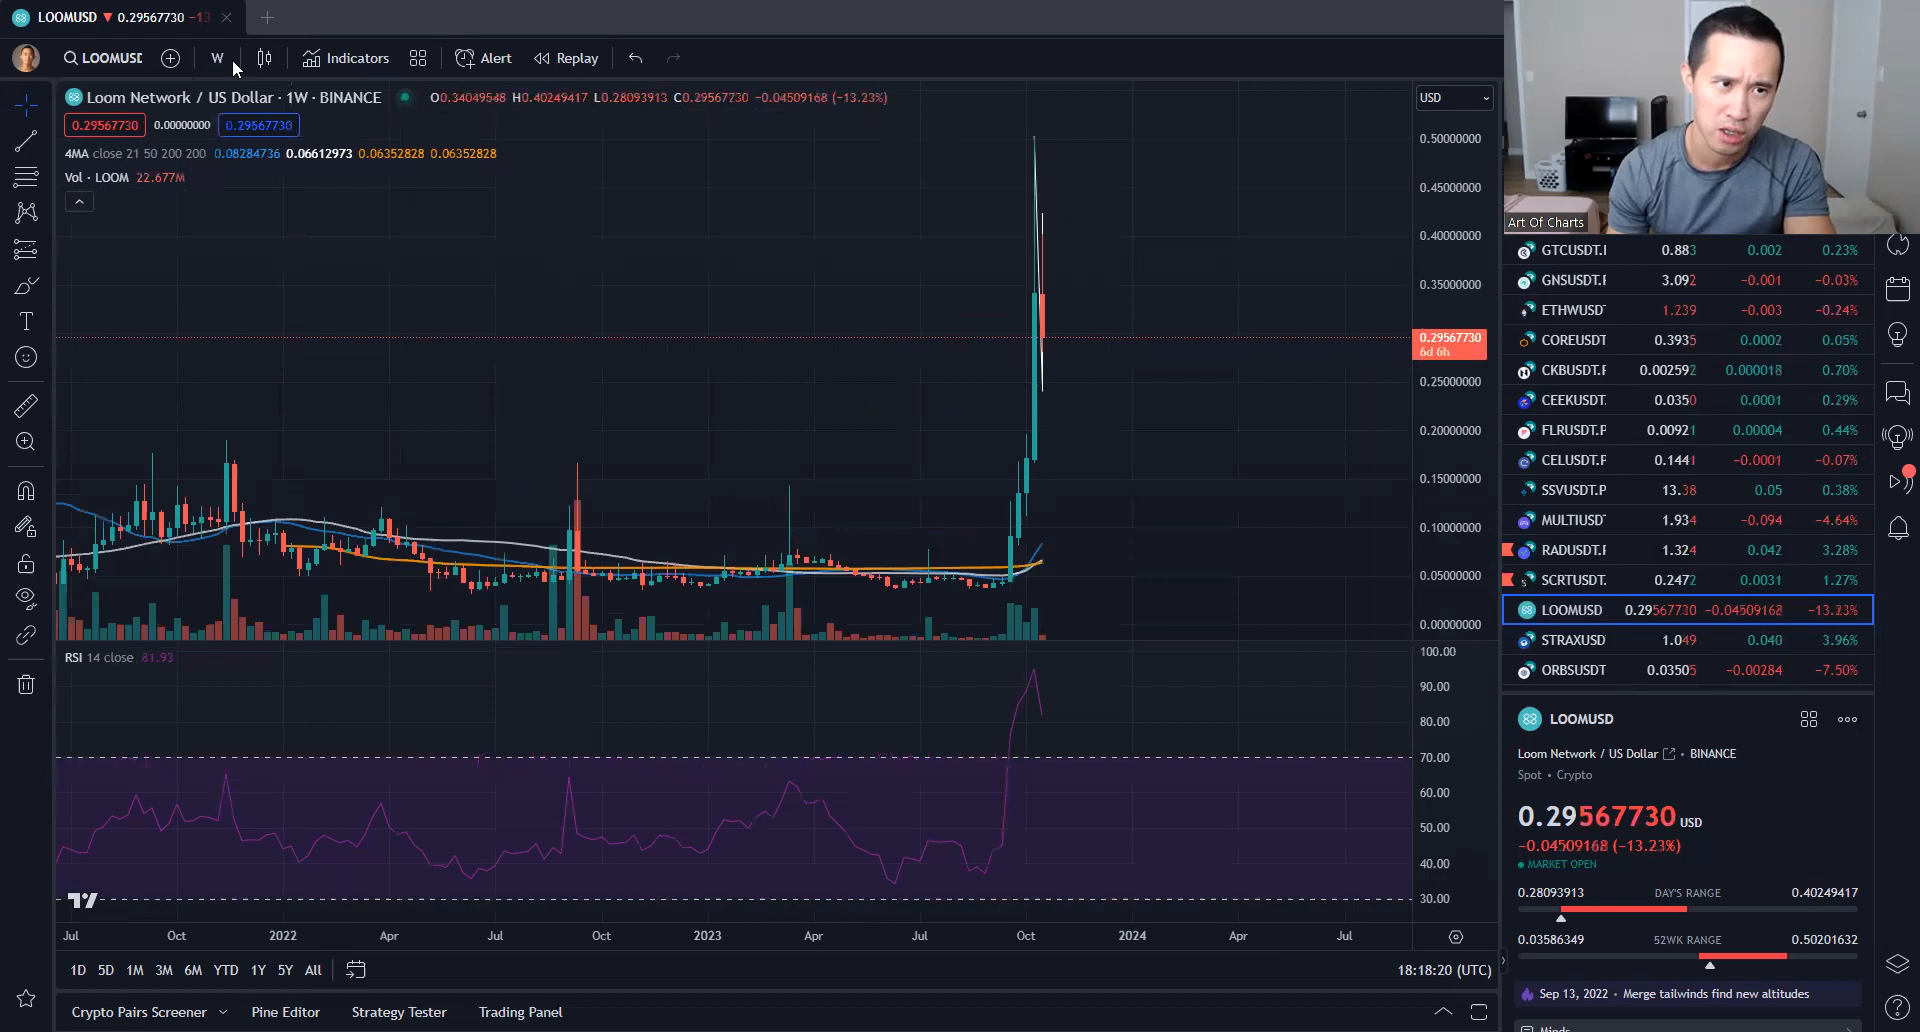 LOOMUSD ▼ 0.29567730 −13
LOOMUSD W Indicators Alert Replay
Loom Network / US Dollar · 1W · BINANCE O0.34049548 H0.40249417 L0.28093913 C0.29567730 −0.04509168 (−13.23%)
0.29567730 0.00000000 0.29567730
4MA close 21 50 200 200 0.08284736 0.06612973 0.06352828 0.06352828
Vol · LOOM 22.677M
USD
0.50000000
0.45000000
0.40000000
0.35000000
0.29567730
6d 6h
0.25000000
0.20000000
0.15000000
0.10000000
0.05000000
0.00000000
RSI 14 close 81.93
100.00
90.00
80.00
70.00
60.00
50.00
40.00
30.00
Jul Oct 2022 Apr Jul Oct 2023 Apr Jul Oct 2024 Apr Jul
1D 5D 1M 3M 6M YTD 1Y 5Y All 18:18:20 (UTC)
Crypto Pairs Screener Pine Editor Strategy Tester Trading Panel
Art Of Charts
GTCUSDT.I 0.883 0.002 0.23%
GNSUSDT.F 3.092 −0.001 −0.03%
ETHWUSD 1.239 −0.003 −0.24%
COREUSDT 0.3935 0.0002 0.05%
CKBUSDT.F 0.002592 0.000018 0.70%
CEEKUSDT. 0.0350 0.0001 0.29%
FLRUSDT.P 0.00921 0.00004 0.44%
CELUSDT.F 0.1441 −0.0001 −0.07%
SSVUSDT.P 13.38 0.05 0.38%
MULTIUSD 1.934 −0.094 −4.64%
RADUSDT.I 1.324 0.042 3.28%
SCRTUSDT. 0.2472 0.0031 1.27%
LOOMUSD 0.29567730 −0.04509168 −13.23%
STRAXUSD 1.049 0.040 3.96%
ORBSUSDT 0.03505 −0.00284 −7.50%
LOOMUSD
Loom Network / US Dollar • BINANCE
Spot • Crypto
0.29567730 USD
−0.04509168 (−13.23%)
MARKET OPEN
0.28093913 DAY'S RANGE 0.40249417
0.03586349 52WK RANGE 0.50201632
Sep 13, 2022 • Merge tailwinds find new altitudes
Minds